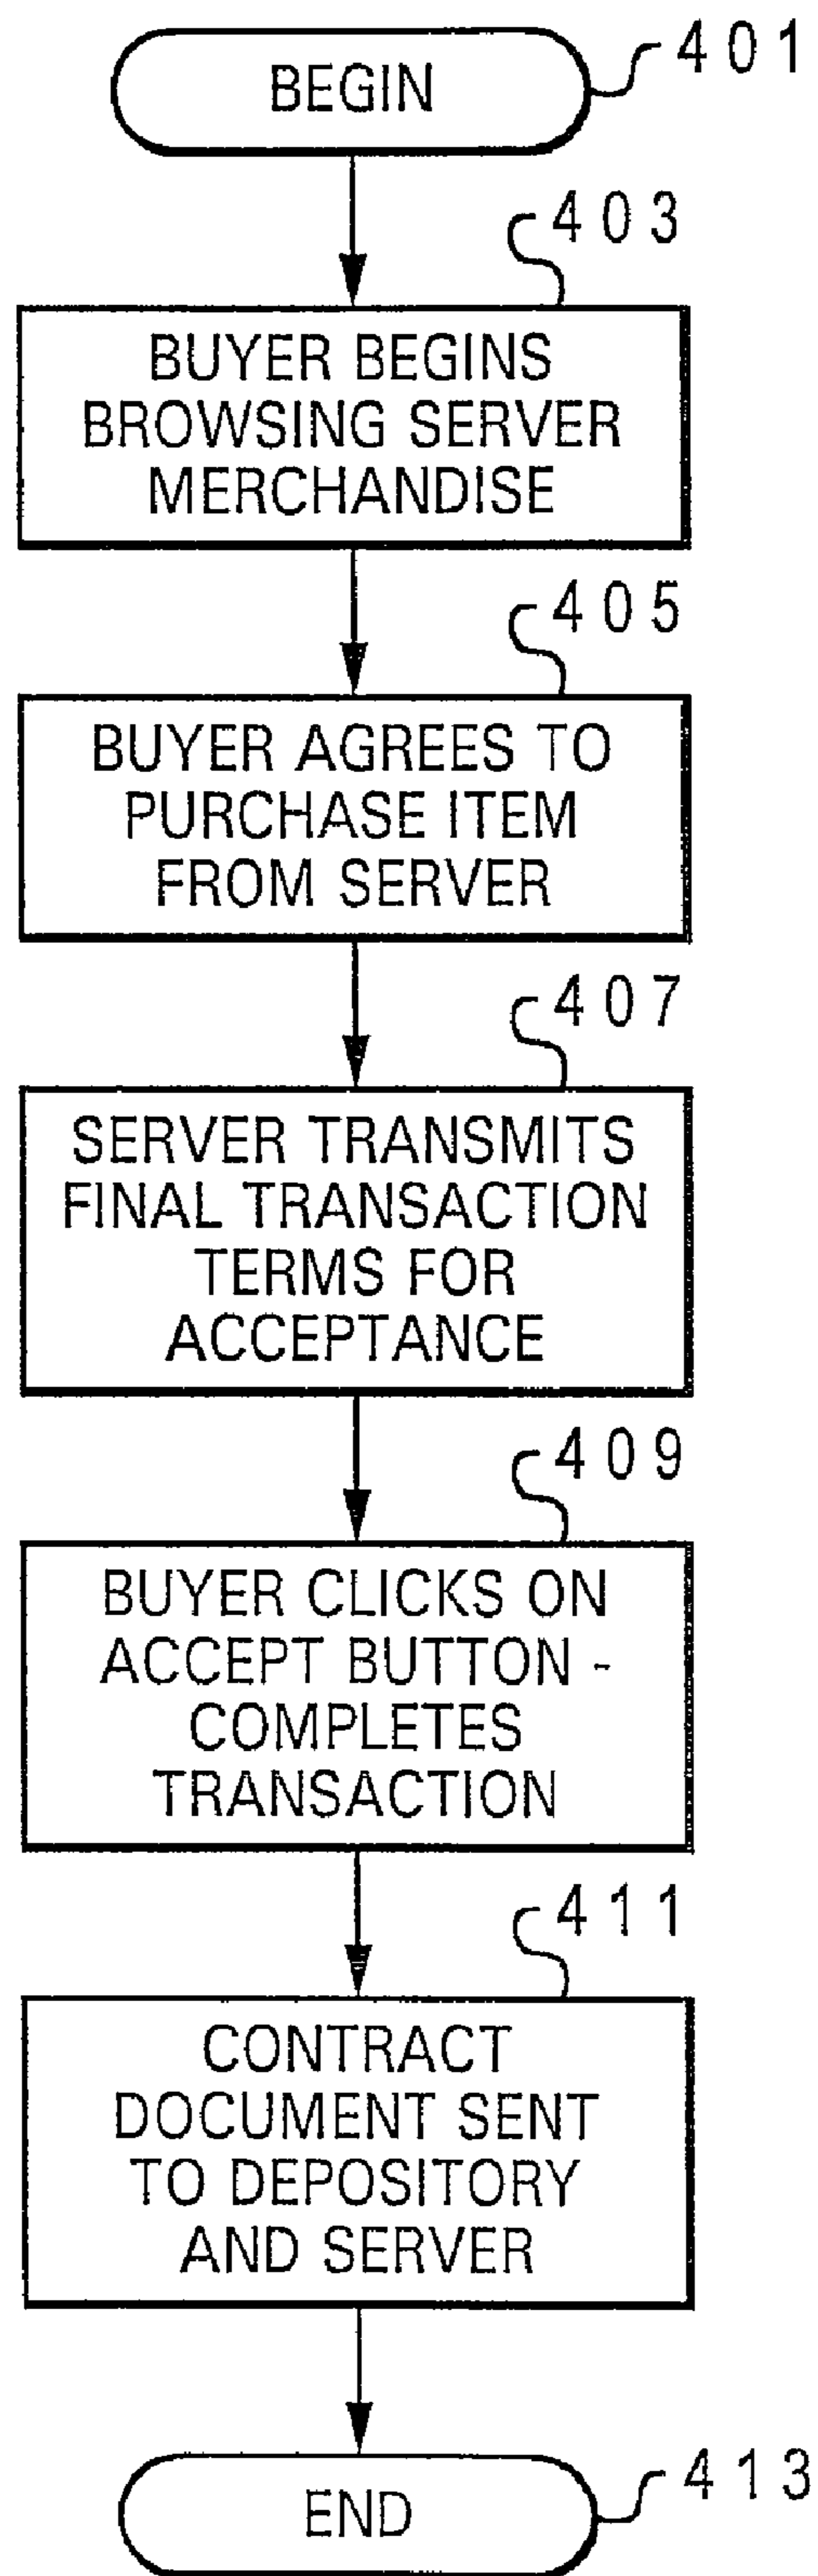 BEGIN
401
403
BUYER BEGINS
BROWSING SERVER
MERCHANDISE
405
BUYER AGREES TO
PURCHASE ITEM
FROM SERVER
407
SERVER TRANSMITS
FINAL TRANSACTION
TERMS FOR
ACCEPTANCE
409
BUYER CLICKS ON
ACCEPT BUTTON -
COMPLETES
TRANSACTION
411
CONTRACT
DOCUMENT SENT
TO DEPOSITORY
AND SERVER
END
413